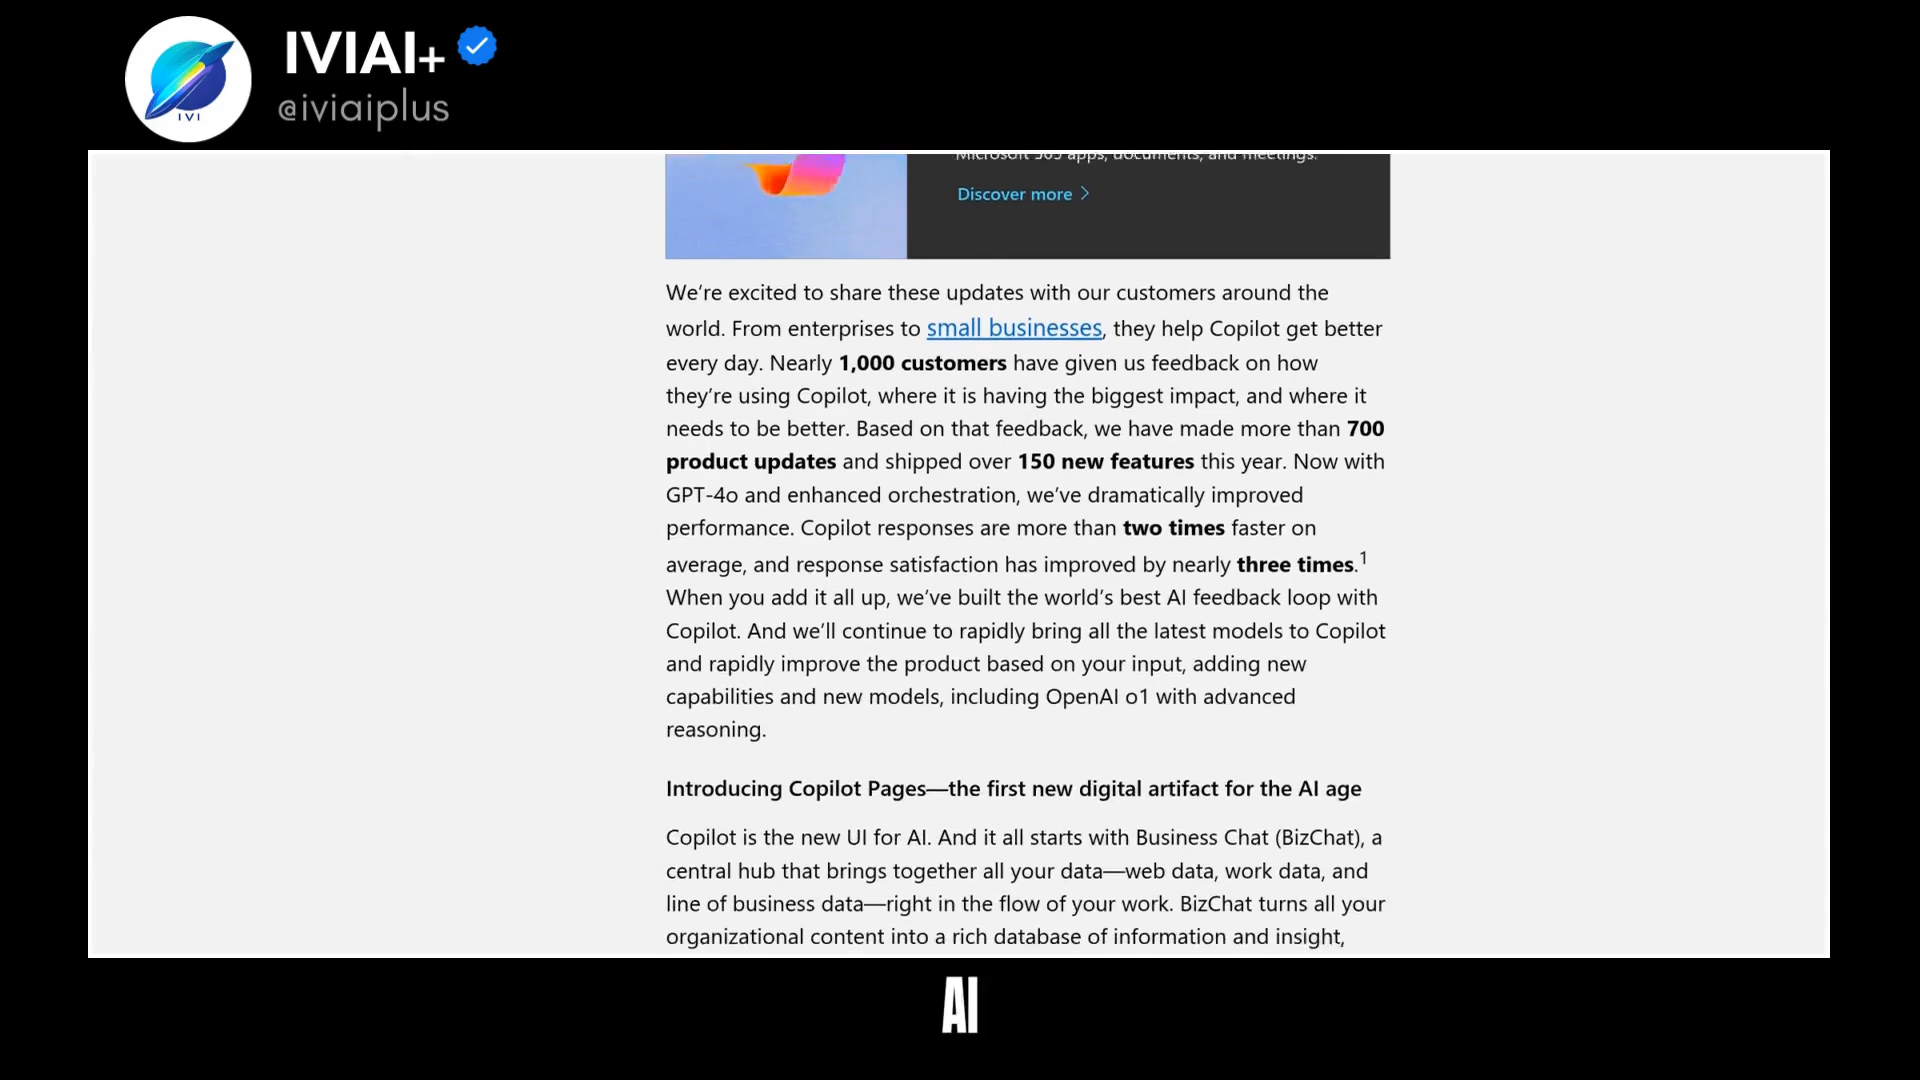 IVIAI+
@iviaiplus
IVI
Microsoft 365 apps, documents, and meetings.
Discover more >
We're excited to share these updates with our customers around the
world. From enterprises to small businesses, they help Copilot get better
every day. Nearly 1,000 customers have given us feedback on how
they're using Copilot, where it is having the biggest impact, and where it
needs to be better. Based on that feedback, we have made more than 700
product updates and shipped over 150 new features this year. Now with
GPT-4o and enhanced orchestration, we've dramatically improved
performance. Copilot responses are more than two times faster on
average, and response satisfaction has improved by nearly three times.1
When you add it all up, we've built the world's best AI feedback loop with
Copilot. And we'll continue to rapidly bring all the latest models to Copilot
and rapidly improve the product based on your input, adding new
capabilities and new models, including OpenAI o1 with advanced
reasoning.
Introducing Copilot Pages—the first new digital artifact for the AI age
Copilot is the new UI for AI. And it all starts with Business Chat (BizChat), a
central hub that brings together all your data—web data, work data, and
line of business data—right in the flow of your work. BizChat turns all your
organizational content into a rich database of information and insight,
AI